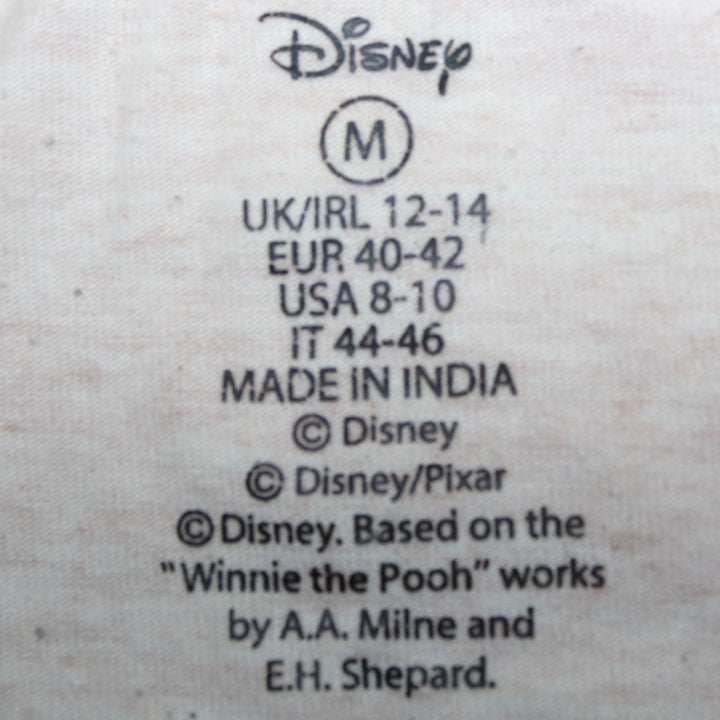 Disney
M
UK/IRL 12-14
EUR 40-42
USA 8-10
IT 44-46
MADE IN INDIA
© Disney
© Disney/Pixar
© Disney. Based on the
"Winnie the Pooh" works
by A.A. Milne and
E.H. Shepard.